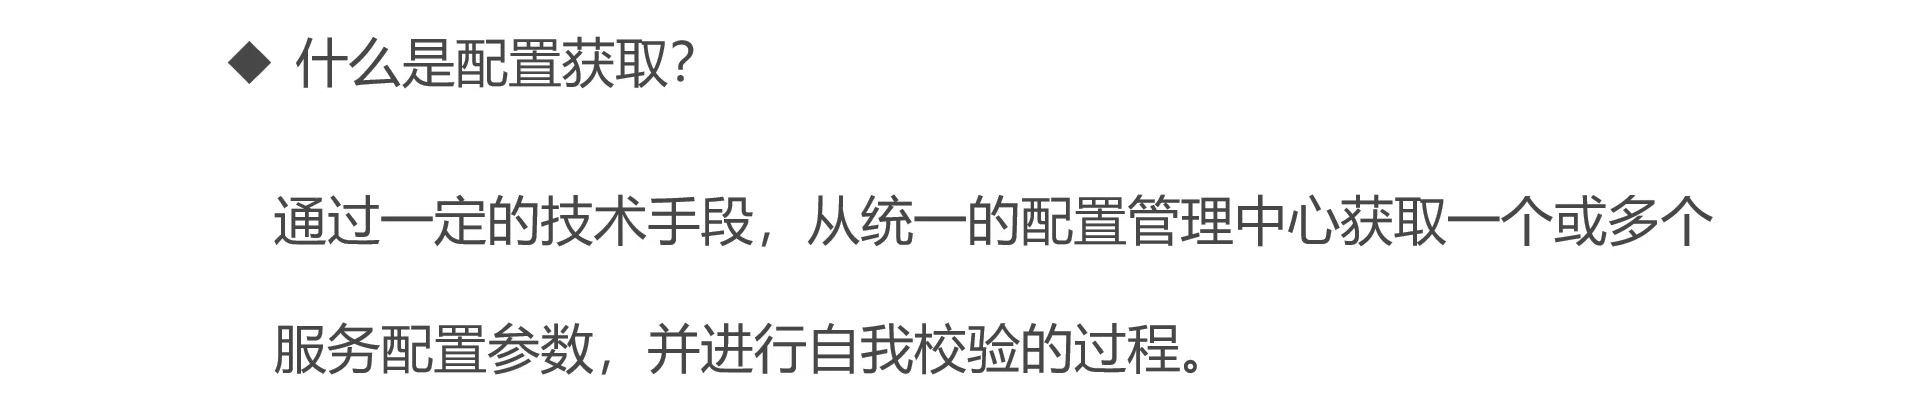 ◆ 什么是配置获取？
通过一定的技术手段，从统一的配置管理中心获取一个或多个
服务配置参数，并进行自我校验的过程。